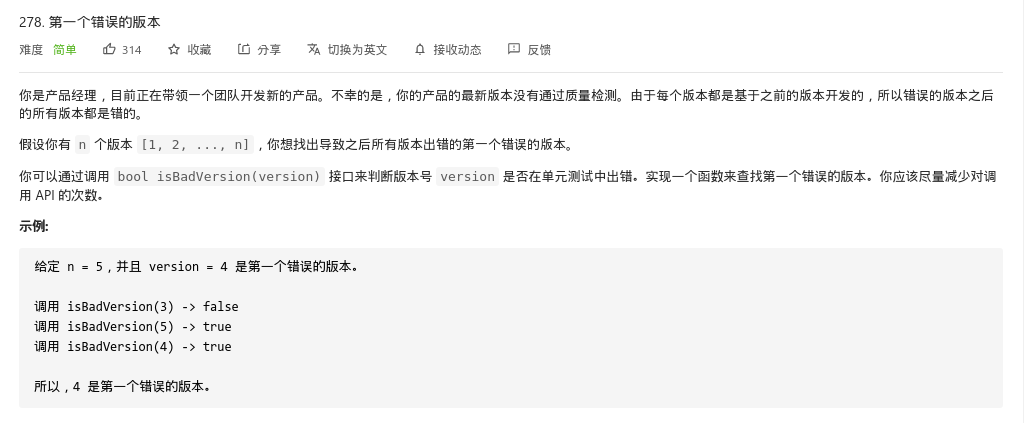 278. 第一个错误的版本
难度 简单 314 收藏 分享 切换为英文 接收动态 反馈
你是产品经理，目前正在带领一个团队开发新的产品。不幸的是，你的产品的最新版本没有通过质量检测。由于每个版本都是基于之前的版本开发的，所以错误的版本之后
的所有版本都是错的。
假设你有 n 个版本 [1, 2, ..., n]，你想找出导致之后所有版本出错的第一个错误的版本。
你可以通过调用 bool isBadVersion(version) 接口来判断版本号 version 是否在单元测试中出错。实现一个函数来查找第一个错误的版本。你应该尽量减少对调
用 API 的次数。
示例:
给定 n = 5，并且 version = 4 是第一个错误的版本。
调用 isBadVersion(3) -> false
调用 isBadVersion(5) -> true
调用 isBadVersion(4) -> true
所以，4 是第一个错误的版本。